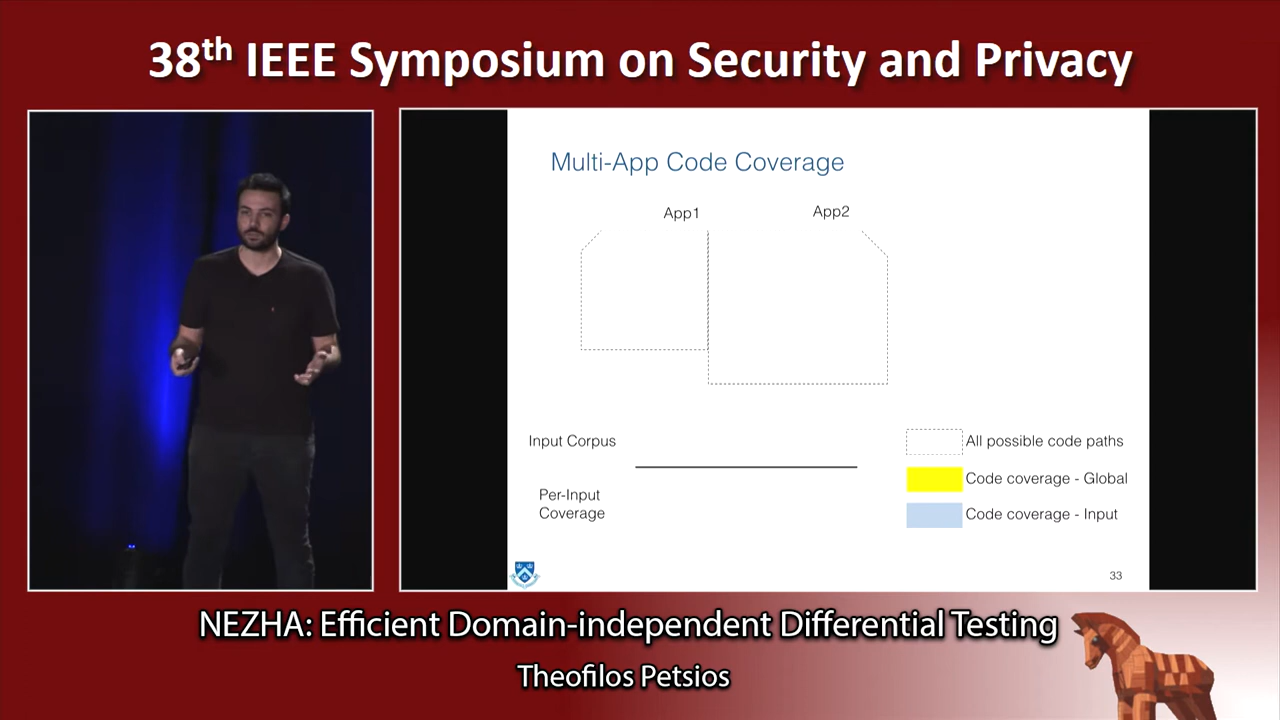 38th IEEE Symposium on Security and Privacy
Multi-App Code Coverage
App1
App2
Input Corpus
Per-Input
Coverage
All possible code paths
Code coverage - Global
Code coverage - Input
33
NEZHA: Efficient Domain-independent Differential Testing
Theofilos Petsios